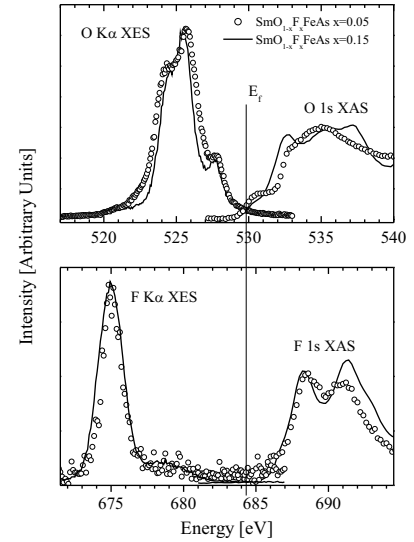 O Kα XES
SmO1-xFxFeAs x=0.05
SmO1-xFxFeAs x=0.15
Ef
O 1s XAS
520 525 530 535 540
Intensity [Arbitrary Units]
F Kα XES
F 1s XAS
675 680 685 690
Energy [eV]